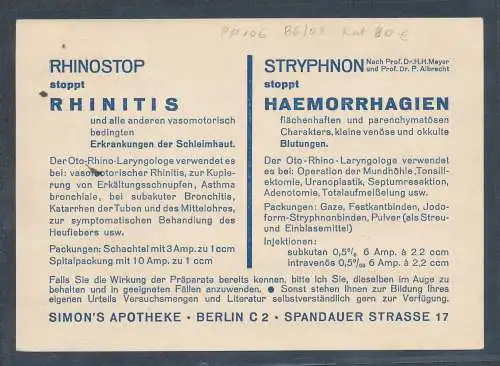 PP106 B6/02 Kat 80 €
RHINOSTOP
stoppt
RHINITIS
und alle anderen vasomotorisch
bedingten
Erkrankungen der Schleimhaut.
Der Oto-Rhino-Laryngologe verwendet es
bei: vasomotorischer Rhinitis, zur Kupie-
rung von Erkältungsschnupfen, Asthma
bronchiale, bei subakuter Bronchitis,
Katarrhen der Tuben und des Mittelohres,
zur symptomatischen Behandlung des
Heufiebers usw.
Packungen: Schachtel mit 3 Amp. zu 1 ccm
Spitalpackung mit 10 Amp. zu 1 ccm
STRYPHNON Nach Prof. Dr. H.H. Meyer
und Prof. Dr. P. Albrecht
stoppt
HAEMORRHAGIEN
flächenhaften und parenchymatösen
Charakters, kleine venöse und okkulte
Blutungen.
Der Oto-Rhino-Laryngologe verwendet
es bei: Operation der Mundhöhle, Tonsill-
ektomie, Uranoplastik, Septumresektion,
Adenotomie, Totalaufmeißelung usw.
Packungen: Gaze, Festkantbinden, Jodo-
form-Stryphnonbinden, Pulver (als Streu-
und Einblasemittel)
Injektionen:
subkutan 0,5% 6 Amp. à 2.2 ccm
intravenös 0,5‰ 6 Amp. à 2,2 ccm
Falls Sie die Wirkung der Präparate bereits kennen, bitte ich Sie, dieselben im Auge zu
behalten und in geeigneten Fällen anzuwenden. ● Sonst stehen Ihnen zur Bildung Ihres
eigenen Urteils Versuchsmengen und Literatur selbstverständlich gern zur Verfügung.
SIMON'S APOTHEKE · BERLIN C 2 · SPANDAUER STRASSE 17